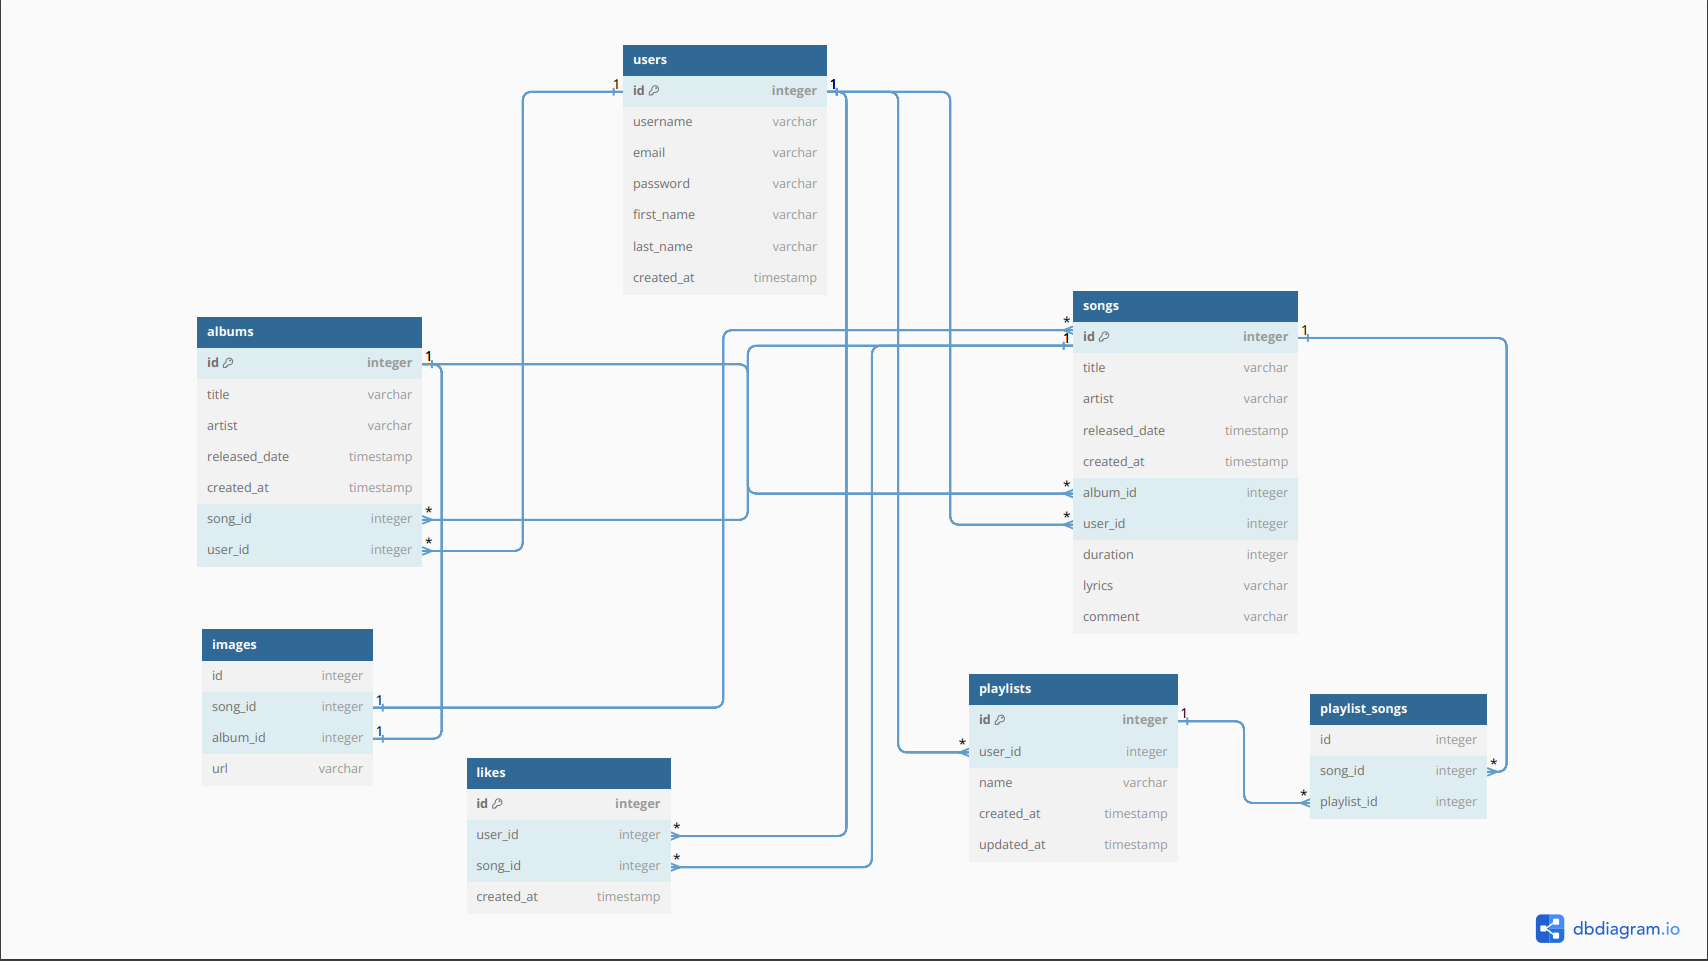 users
id integer
username varchar
email varchar
password varchar
first_name varchar
last_name varchar
created_at timestamp
1
1
albums
id integer
title varchar
artist varchar
released_date timestamp
created_at timestamp
song_id integer
user_id integer
1
*
*
songs
id integer
title varchar
artist varchar
released_date timestamp
created_at timestamp
album_id integer
user_id integer
duration integer
lyrics varchar
comment varchar
*
1
1
*
*
images
id integer
song_id integer
album_id integer
url varchar
1
1
likes
id integer
user_id integer
song_id integer
created_at timestamp
*
*
playlists
id integer
user_id integer
name varchar
created_at timestamp
updated_at timestamp
1
*
playlist_songs
id integer
song_id integer
playlist_id integer
*
*
dbdiagram.io